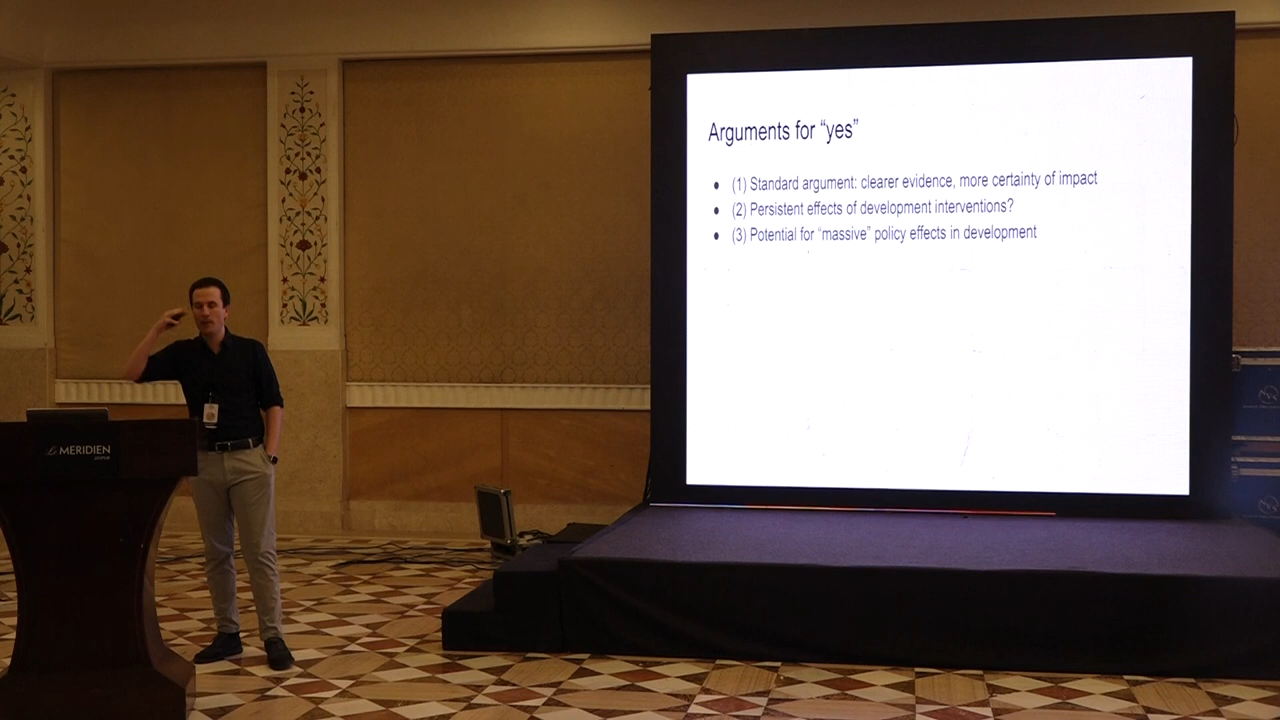 Arguments for “yes”
• (1) Standard argument: clearer evidence, more certainty of impact
• (2) Persistent effects of development interventions?
• (3) Potential for “massive” policy effects in development
Le MERIDIEN